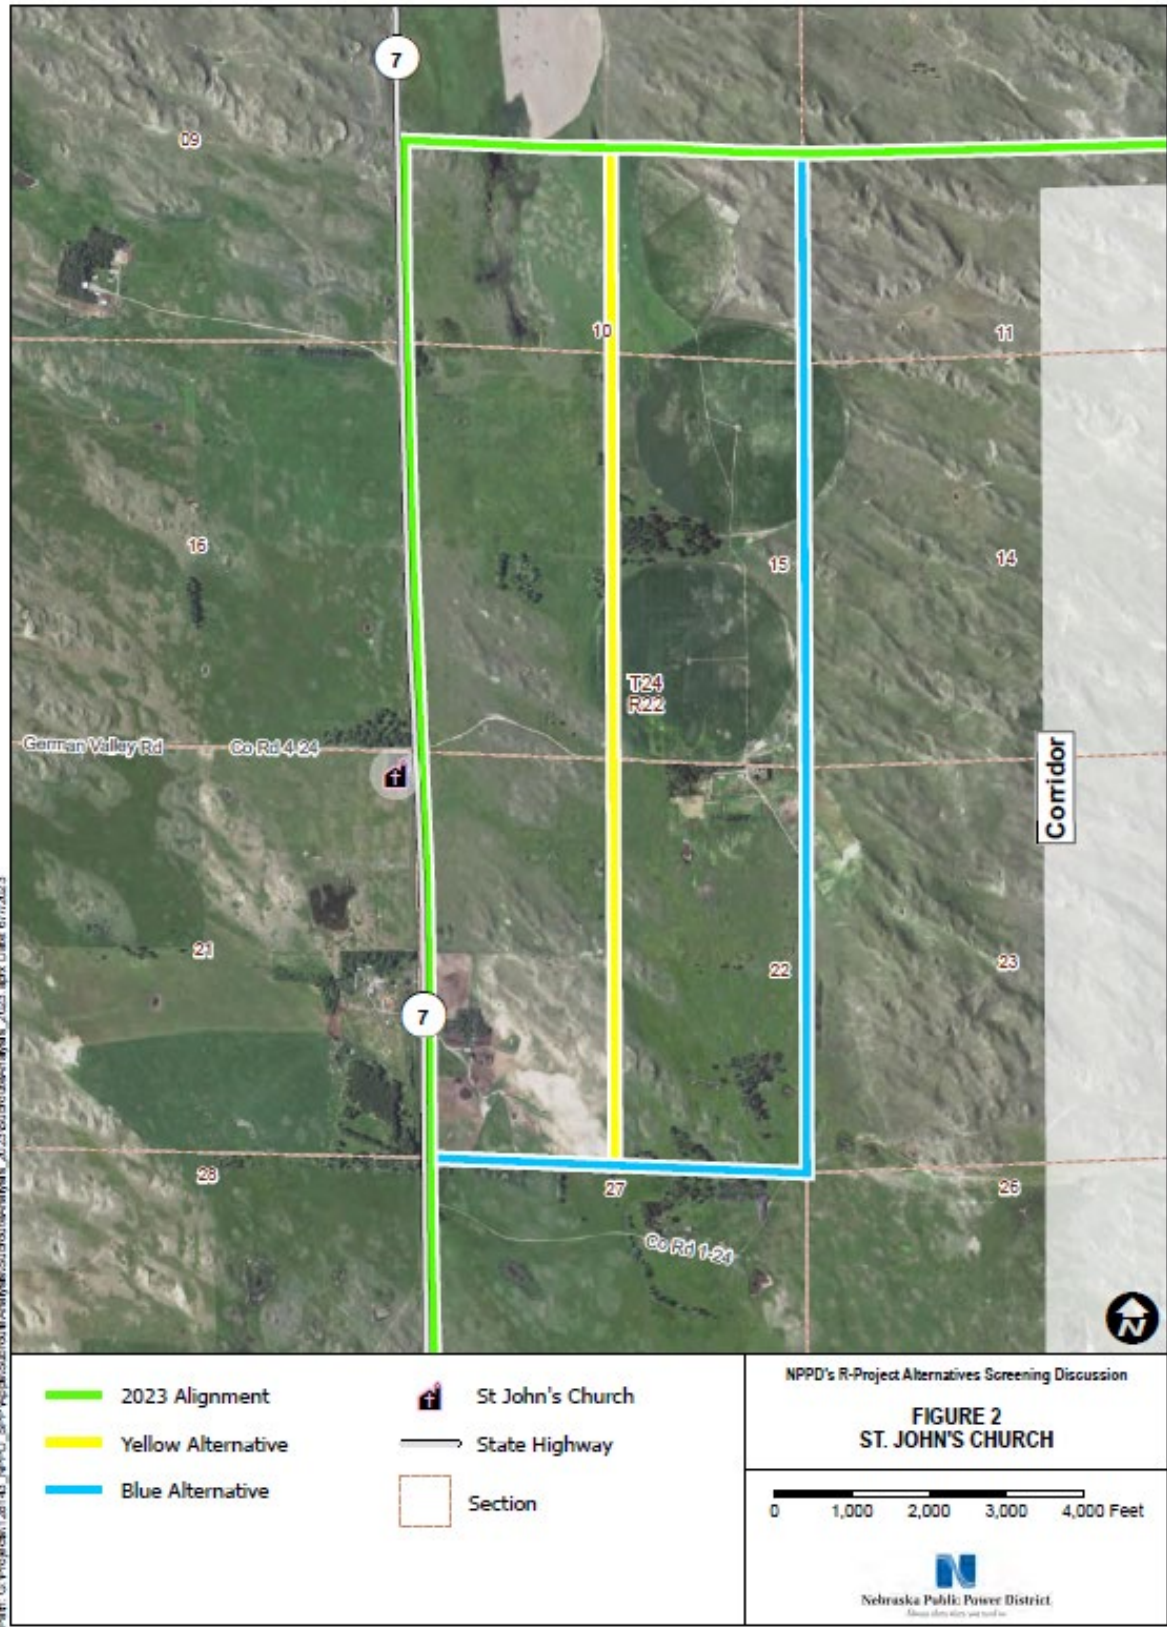 7
09
10
11
16
15
14
T24
R22
German Valley Rd
Co Rd 4-24
Corridor
21
22
23
7
28
27
26
Co Rd 1-24
N
2023 Alignment
Yellow Alternative
Blue Alternative
St John's Church
State Highway
Section
NPPD's R-Project Alternatives Screening Discussion
FIGURE 2
ST. JOHN'S CHURCH
0 1,000 2,000 3,000 4,000 Feet
Nebraska Public Power District